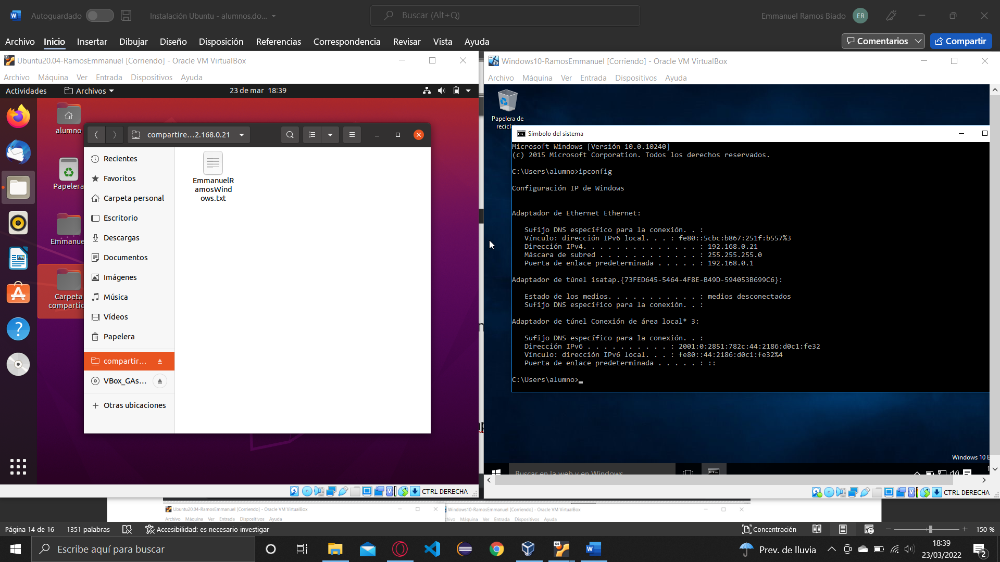 Autoguardado
Instalación Ubuntu - alumnos.do...
Buscar (Alt+Q)
Emmanuel Ramos Biado
ER
Archivo Inicio Insertar Dibujar Diseño Disposición Referencias Correspondencia Revisar Vista Ayuda
Comentarios
Compartir
Ubuntu20.04-RamosEmmanuel [Corriendo] - Oracle VM VirtualBox
Archivo Máquina Ver Entrada Dispositivos Ayuda
Actividades
Archivos
23 de mar 18:39
alumno
Papelera
Emmanue
Carpeta
compartic
compartire...2.168.0.21
Recientes
Favoritos
Carpeta personal
Escritorio
Descargas
Documentos
Imágenes
Música
Vídeos
Papelera
compartir...
VBox_GAs...
Otras ubicaciones
EmmanuelR
amosWind
ows.txt
CTRL DERECHA
Windows10-RamosEmmanuel [Corriendo] - Oracle VM VirtualBox
Archivo Máquina Ver Entrada Dispositivos Ayuda
Papelera de
Símbolo del sistema
Microsoft Windows [Versión 10.0.10240]
(c) 2015 Microsoft Corporation. Todos los derechos reservados.
C:\Users\alumno>ipconfig
Configuración IP de Windows
Adaptador de Ethernet Ethernet:
Sufijo DNS específico para la conexión. . :
Vínculo: dirección IPv6 local. . . : fe80::5cbc:b867:251f:b557%3
Dirección IPv4. . . . . . . . . . . . . . : 192.168.0.21
Máscara de subred . . . . . . . . . . . . : 255.255.255.0
Puerta de enlace predeterminada . . . . . : 192.168.0.1
Adaptador de túnel isatap.{73FED645-5464-4F8E-B49D-594053B699C6}:
Estado de los medios. . . . . . . . . . . : medios desconectados
Sufijo DNS específico para la conexión. . :
Adaptador de túnel Conexión de área local* 3:
Sufijo DNS específico para la conexión. . :
Dirección IPv6 . . . . . . . . . . : 2001:0:2851:782c:44:2186:d0c1:fe32
Vínculo: dirección IPv6 local. . . : fe80::44:2186:d0c1:fe32%4
Puerta de enlace predeterminada . . . . . : ::
C:\Users\alumno>
Windows 10 E
Buscar en la web y en Windows
CTRL DERECHA
Ubuntu20.04-RamosEmmanuel [Corriendo] - Oracle VM VirtualBox
Archivo Máquina Ver Entrada Dispositivos Ayuda
Windows10-RamosEmmanuel [Corriendo] - Oracle VM VirtualBox
chivo Máquina Ver Entrada Dispositivos Ayuda
Página 14 de 16
1351 palabras
Accesibilidad: es necesario investigar
Concentración
150 %
Escribe aquí para buscar
Prev. de lluvia
18:39
23/03/2022
2